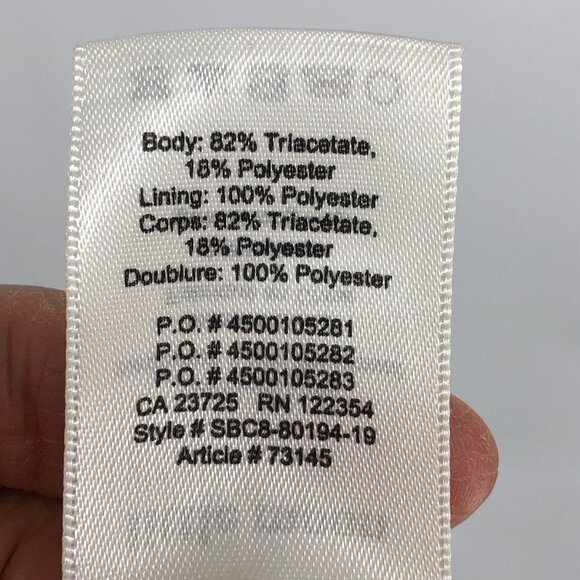 Body: 82% Triacetate,
18% Polyester
Lining: 100% Polyester
Corps: 82% Triacétate,
18% Polyester
Doublure: 100% Polyester
P.O. # 4500105281
P.O. # 4500105282
P.O. # 4500105283
CA 23725 RN 122354
Style # SBC8-80194-19
Article # 73145